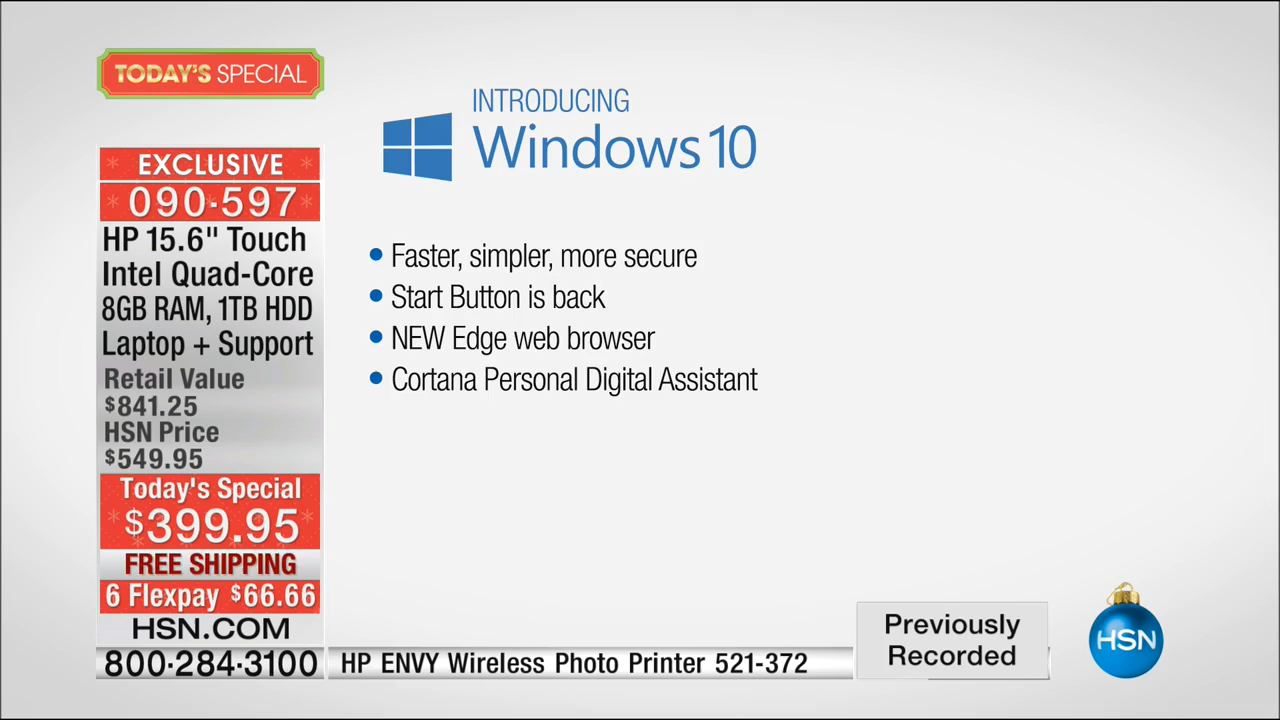 TODAY'S SPECIAL
EXCLUSIVE
090·597
HP 15.6" Touch
Intel Quad-Core
8GB RAM, 1TB HDD
Laptop + Support
Retail Value
$841.25
HSN Price
$549.95
Today's Special
$399.95
FREE SHIPPING
6 Flexpay $66.66
HSN.COM
800·284·3100
INTRODUCING
Windows 10
• Faster, simpler, more secure
• Start Button is back
• NEW Edge web browser
• Cortana Personal Digital Assistant
HP ENVY Wireless Photo Printer 521-372
Previously
Recorded
HSN